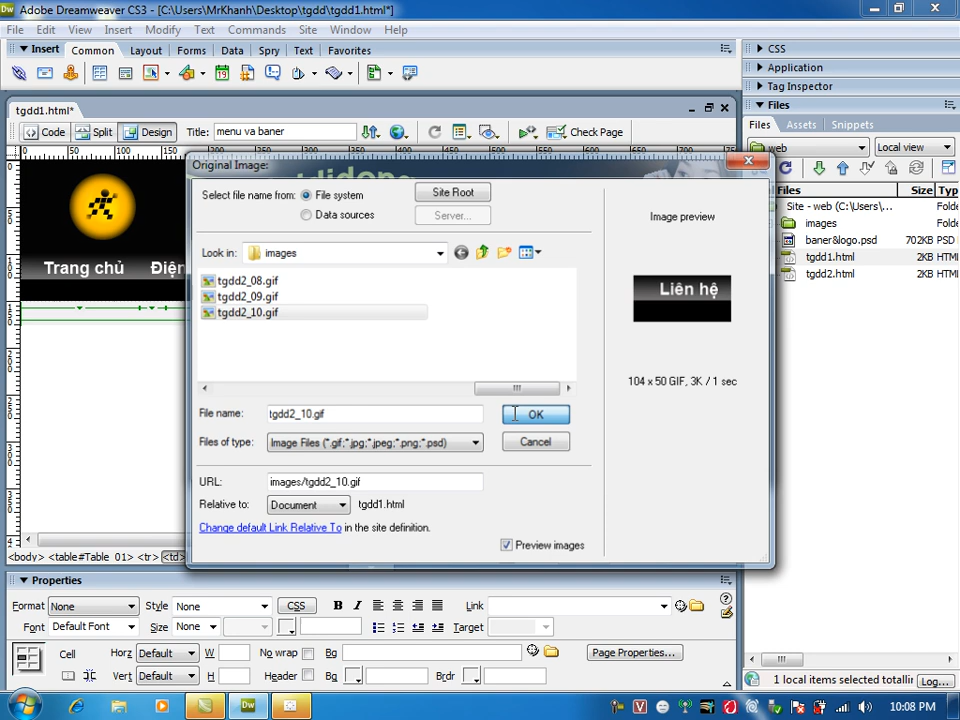 Adobe Dreamweaver CS3 - [C:\Users\MrKhanh\Desktop\tgdd\tgdd1.html*]
File Edit View Insert Modify Text Commands Site Window Help
Insert Common Layout Forms Data Spry Text Favorites
CSS
Application
Tag Inspector
Files
Files Assets Snippets
web Local view
Files Size Typ
Site - web (C:\Users\... Folde
images Folde
baner&logo.psd 702KB PSD
tgdd1.html 2KB HTM
tgdd2.html 2KB HTM
tgdd1.html*
Code Split Design Title: menu va baner Check Page
0 50 100 150
Trang chủ Điện
Original Image:
Select file name from: File system Site Root
Data sources Server...
Look in: images
tgdd2_08.gif
tgdd2_09.gif
tgdd2_10.gif
File name: tgdd2_10.gif OK
Files of type: Image Files (*.gif;*.jpg;*.jpeg;*.png;*.psd) Cancel
URL: images/tgdd2_10.gif
Relative to: Document tgdd1.html
Change default Link Relative To in the site definition.
Preview images
Image preview
Liên hệ
104 x 50 GIF, 3K / 1 sec
<body> <table#Table_01> <tr> <td>
Properties
Format None Style None CSS B I Link
Font Default Font Size None Target
Cell Horz Default W No wrap Bg Page Properties...
Vert Default H Header Bg Brdr
1 local items selected totallin Log...
10:08 PM